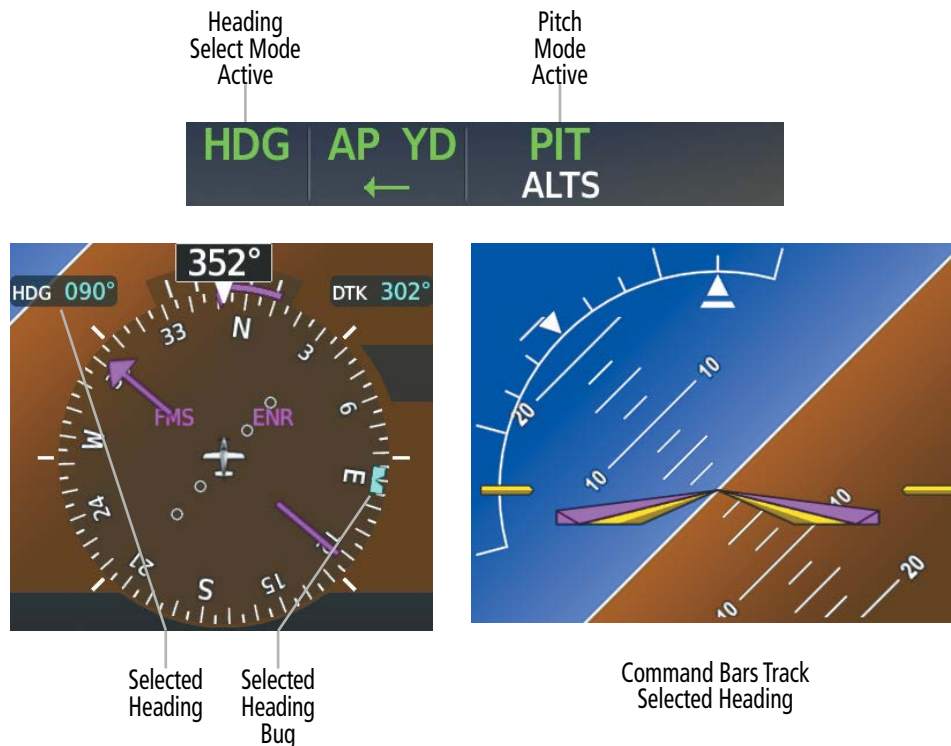 Heading
Select Mode
Active
Pitch
Mode
Active
HDG
AP YD
PIT
←
ALTS
352°
HDG 090°
DTK 302°
N
3
6
E
15
S
21
24
W
33
FMS
ENR
10
20
10
10
20
10
Selected
Heading
Selected
Heading
Bug
Command Bars Track
Selected Heading